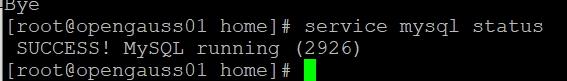 Bye
[root@opengauss01 home]# service mysql status
SUCCESS! MySQL running (2926)
[root@opengauss01 home]#